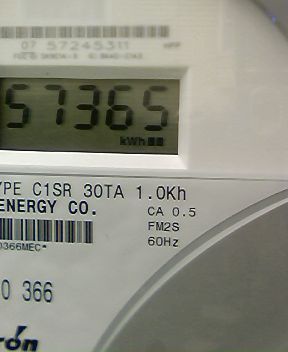 07 57245311
57365
kWh
YPE C1SR 30TA 1.0Kh
ENERGY CO.
CA 0.5
FM2S
60Hz
0366MEC*
0 366
rón